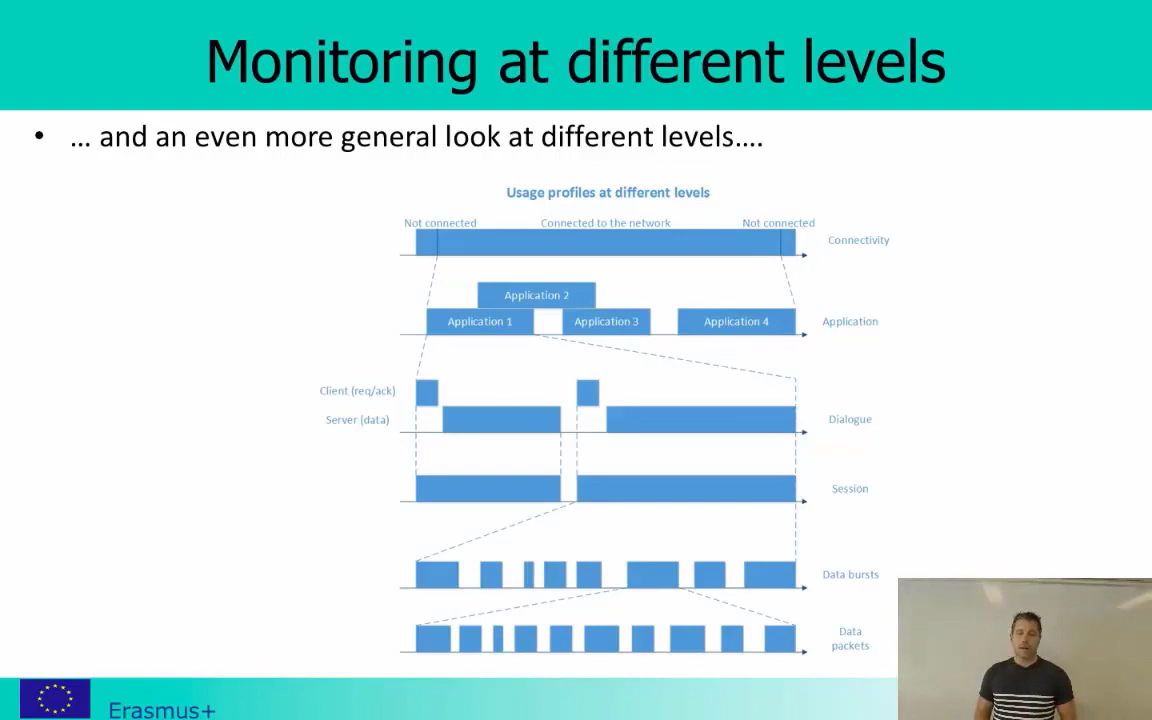 Monitoring at different levels
• … and an even more general look at different levels….
Usage profiles at different levels
Not connected Connected to the network Not connected
Connectivity
Application 2
Application 1 Application 3 Application 4 Application
Client (req/ack)
Server (data) Dialogue
Session
Data bursts
Data
packets
Erasmus+